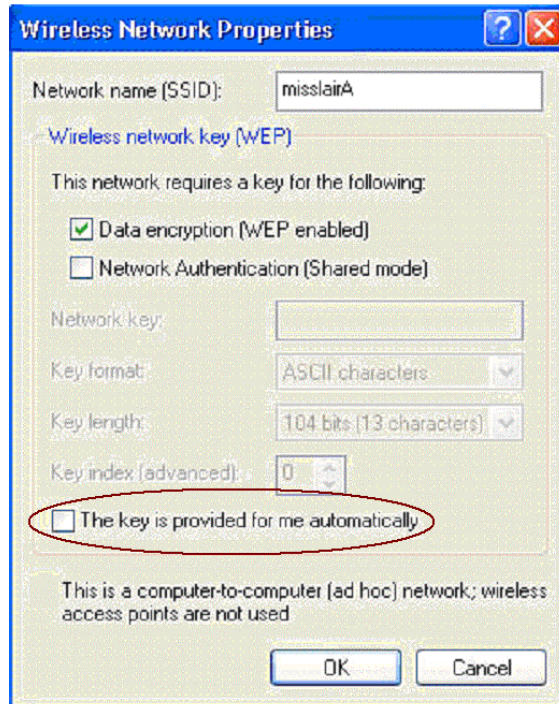 Wireless Network Properties
Network name (SSID): misslairA
Wireless network key (WEP)
This network requires a key for the following:
Data encryption (WEP enabled)
Network Authentication (Shared mode)
Network key:
Key format: ASCII characters
Key length: 104 bits (13 characters)
Key index (advanced): 0
The key is provided for me automatically
This is a computer-to-computer (ad hoc) network; wireless
access points are not used
OK Cancel